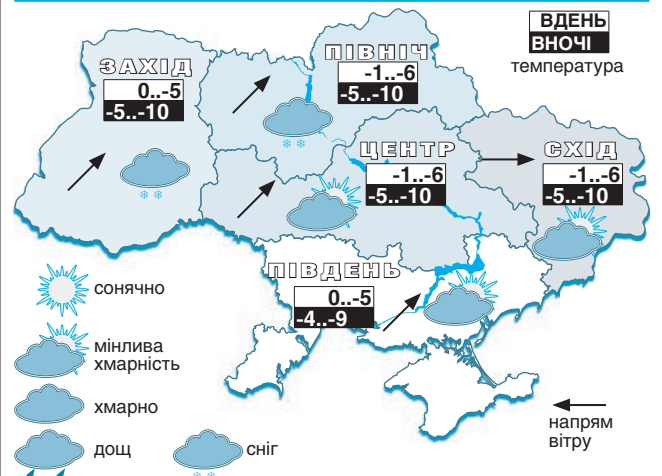 ВДЕНЬ
ВНОЧІ
температура
ПІВНІЧ
-1..-6
-5..-10
ЗАХІД
0..-5
-5..-10
ЦЕНТР
-1..-6
-5..-10
СХІД
-1..-6
-5..-10
ПІВДЕНЬ
0..-5
-4..-9
сонячно
мінлива
хмарність
хмарно
дощ
сніг
напрям
вітру